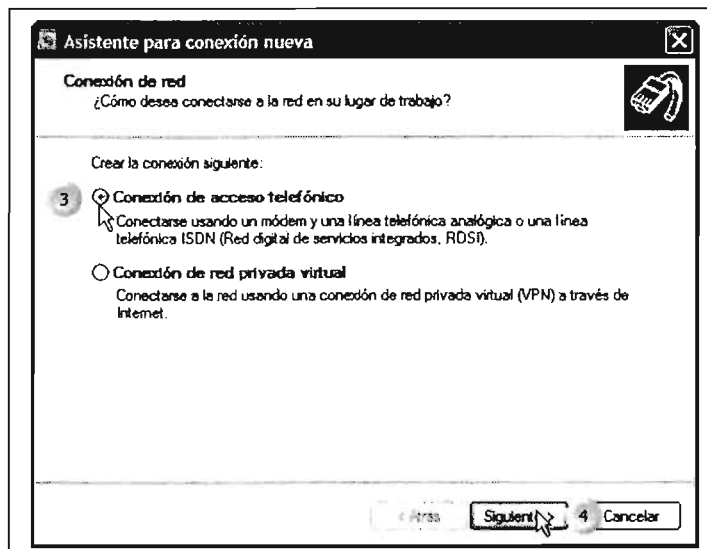 Asistente para conexión nueva
Conexión de red
¿Cómo desea conectarse a la red en su lugar de trabajo?
Crear la conexión siguiente:
3 Conexión de acceso telefónico
Conectarse usando un módem y una línea telefónica analógica o una línea
telefónica ISDN (Red digital de servicios integrados, RDSI).
Conexión de red privada virtual
Conectarse a la red usando una conexión de red privada virtual (VPN) a través de
Internet.
< Atrás Siguiente > 4 Cancelar